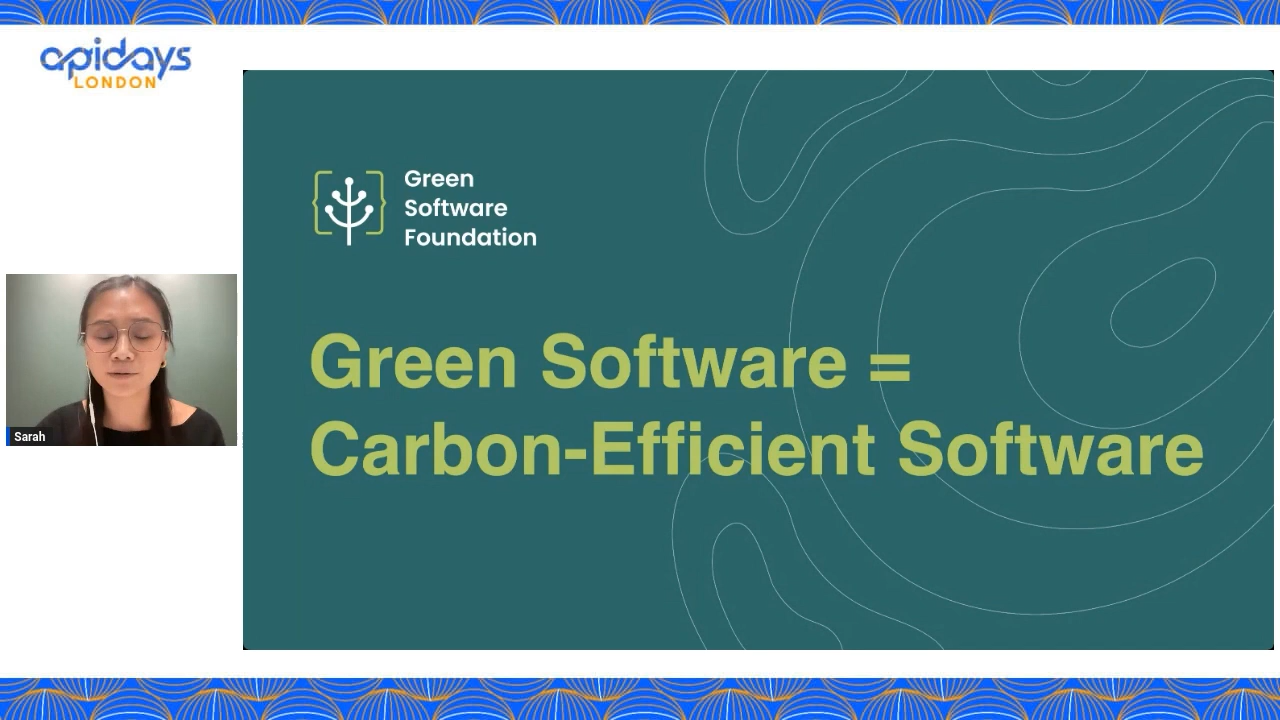 apidays
LONDON
Green
Software
Foundation
Green Software =
Carbon-Efficient Software
Sarah